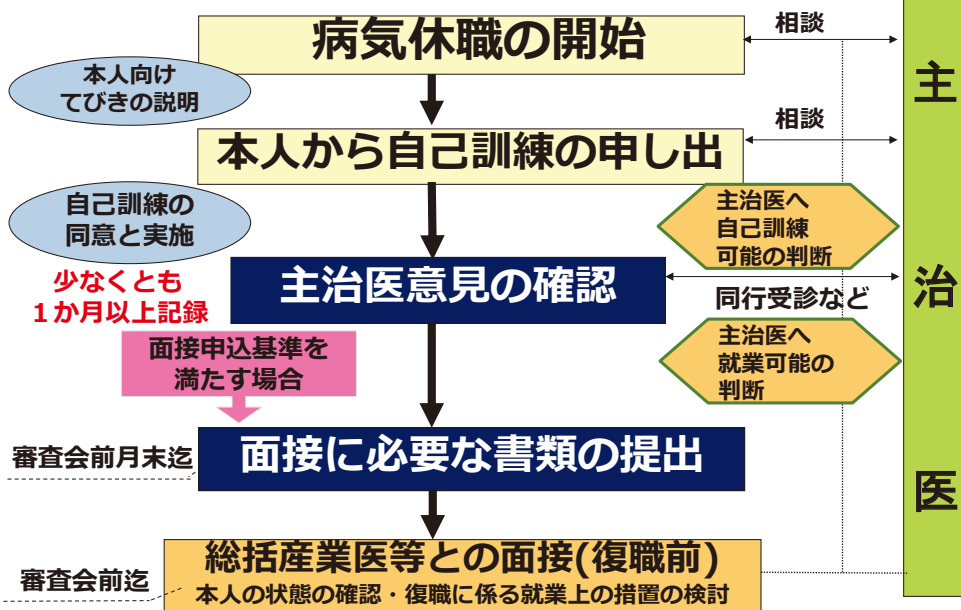 病気休職の開始
相談
本人向け
てびきの説明
本人から自己訓練の申し出
相談
自己訓練の
同意と実施
主治医へ
自己訓練
可能の判断
少なくとも
１か月以上記録
主治医意見の確認
同行受診など
面接申込基準を
満たす場合
主治医へ
就業可能の
判断
審査会前月末迄
面接に必要な書類の提出
審査会前迄
総括産業医等との面接(復職前)
本人の状態の確認・復職に係る就業上の措置の検討
主
治
医